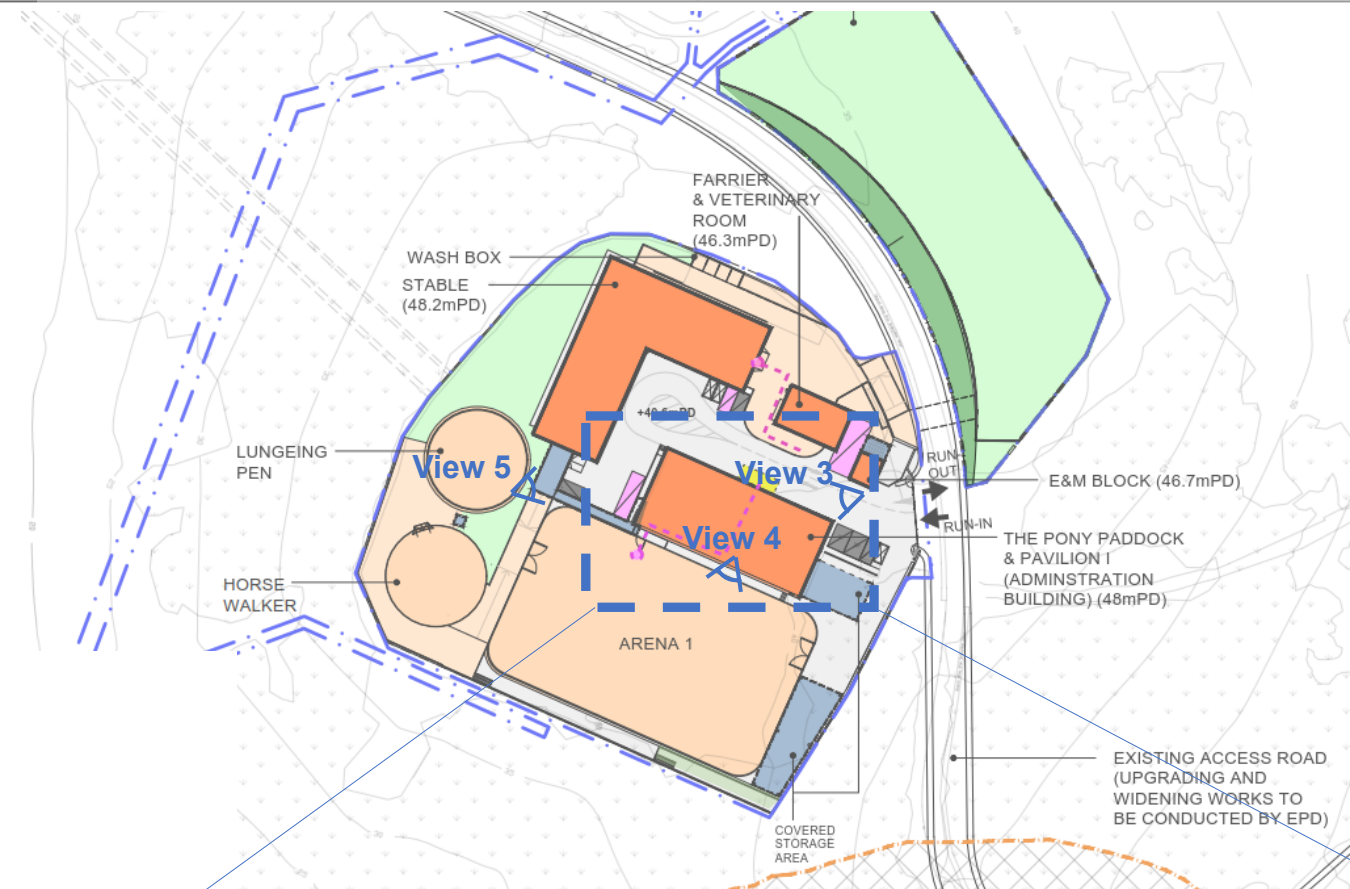 FARRIER
& VETERINARY
ROOM
(46.3mPD)
WASH BOX
STABLE
(48.2mPD)
LUNGEING
PEN
View 5
View 3
View 4
RUN-
OUT
E&M BLOCK (46.7mPD)
RUN-IN
THE PONY PADDOCK
& PAVILION I
(ADMINSTRATION
BUILDING) (48mPD)
HORSE
WALKER
ARENA 1
EXISTING ACCESS ROAD
(UPGRADING AND
WIDENING WORKS TO
BE CONDUCTED BY EPD)
COVERED
STORAGE
AREA